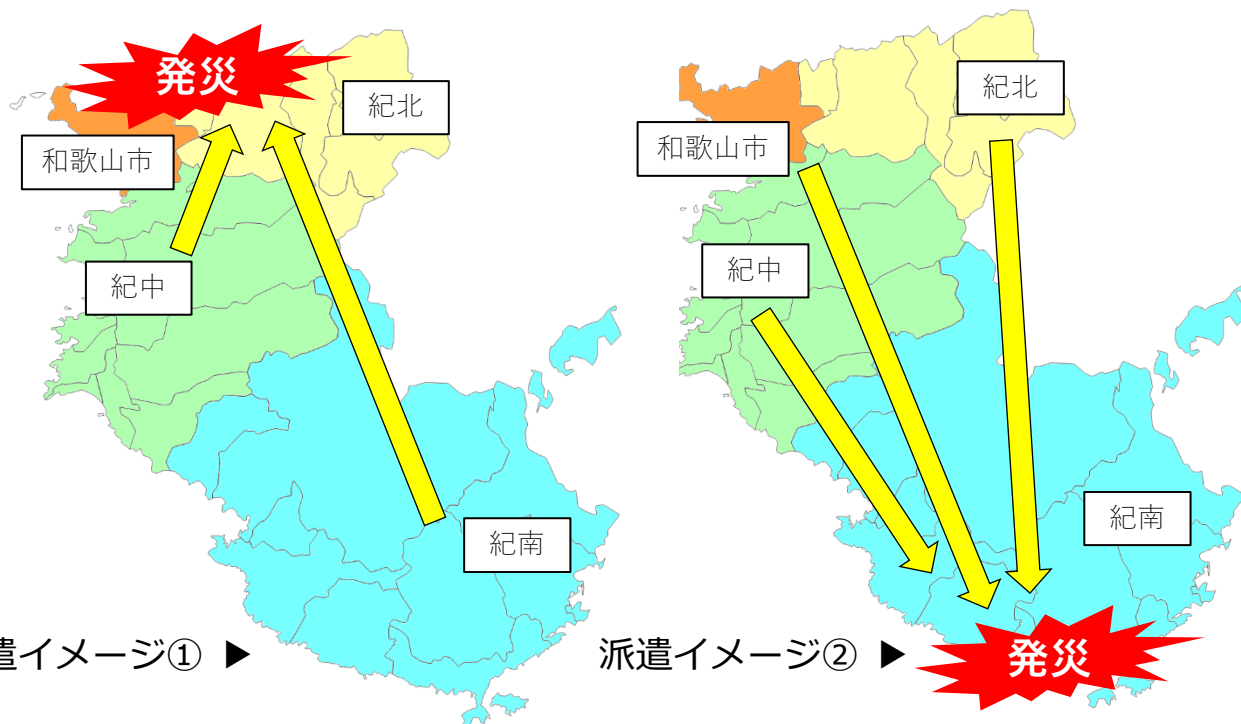 発災
紀北
和歌山市
紀中
紀南
遣イメージ① ▶
紀北
和歌山市
紀中
紀南
派遣イメージ② ▶
発災